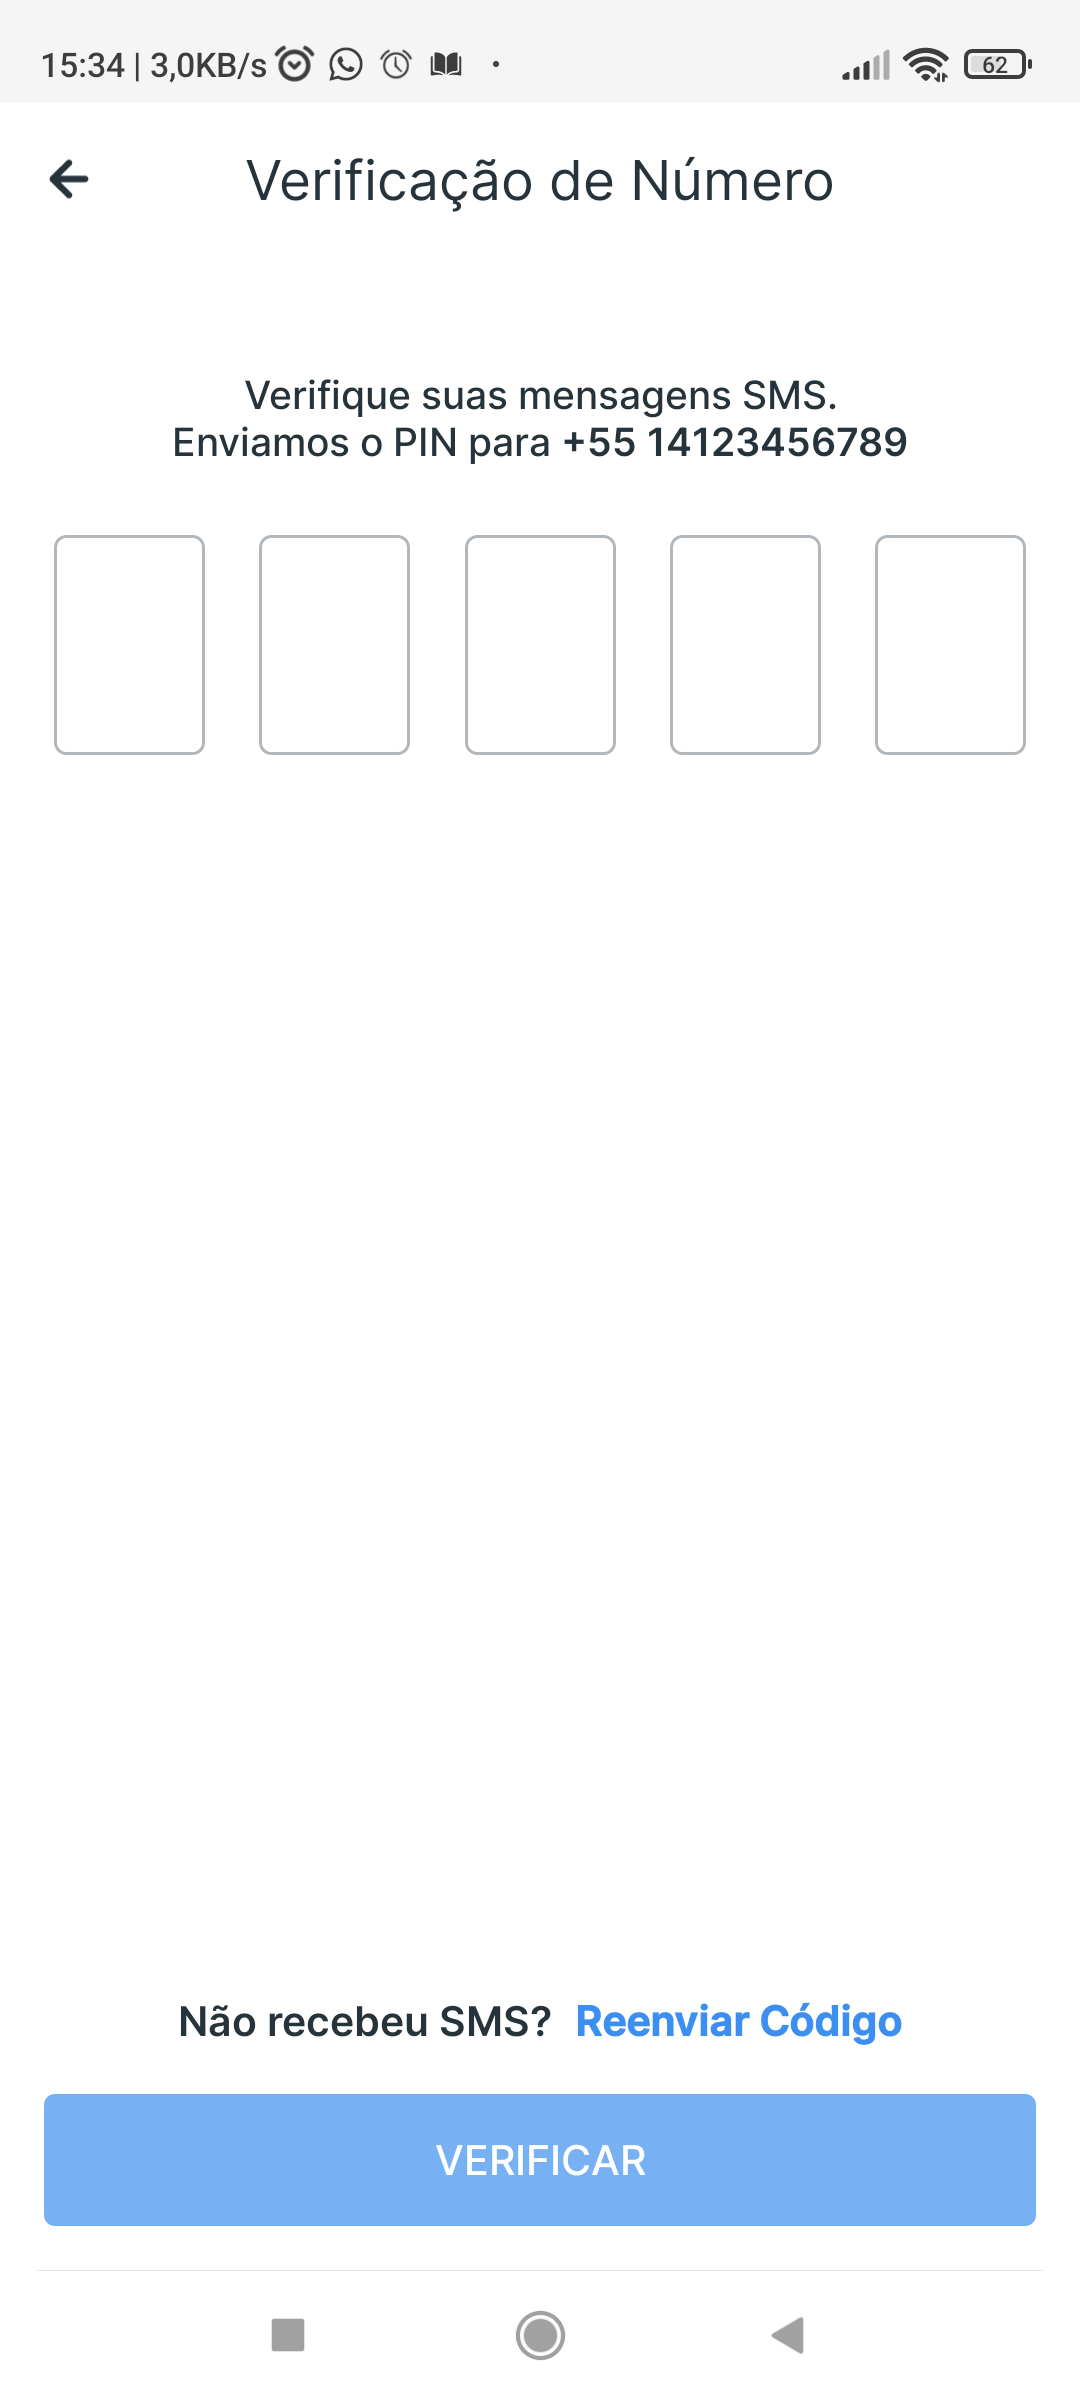 15:34 | 3,0KB/s
62
Verificação de Número
Verifique suas mensagens SMS.
Enviamos o PIN para +55 14123456789
Não recebeu SMS? Reenviar Código
VERIFICAR